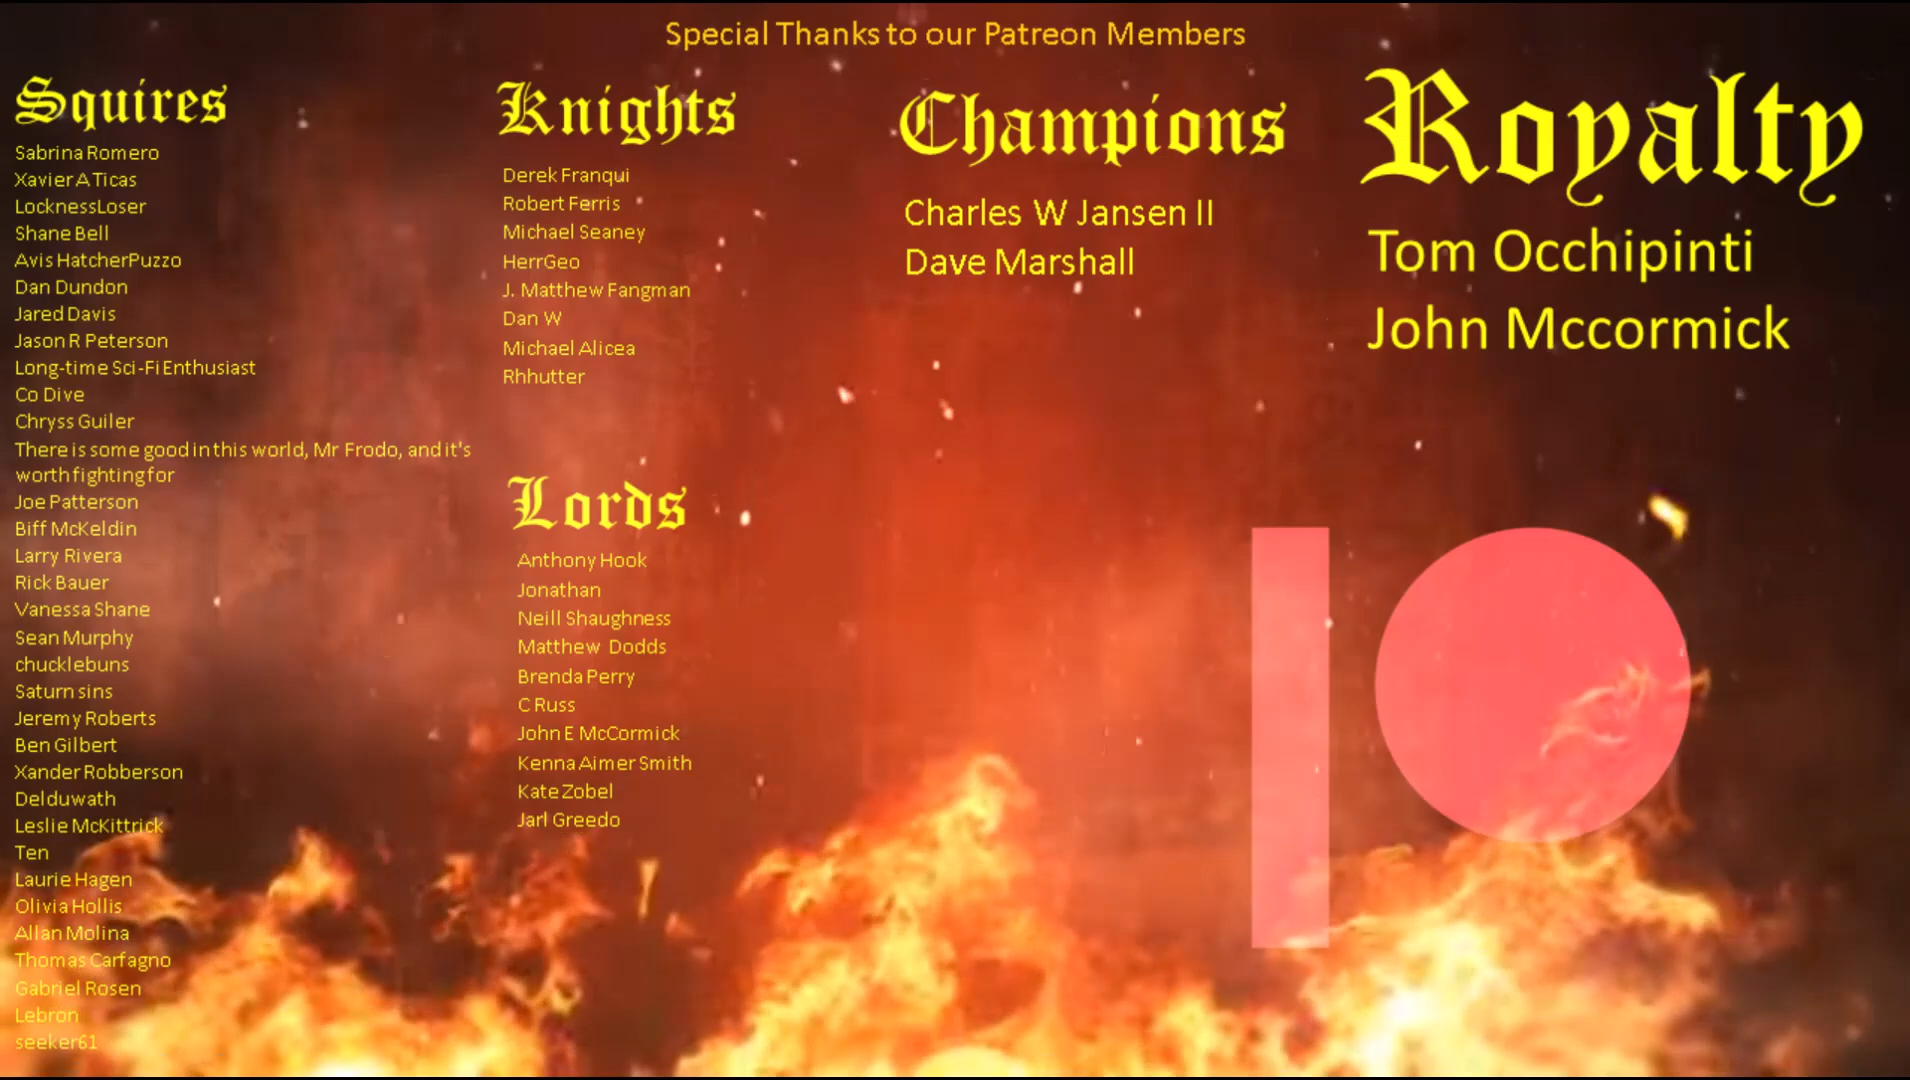 Special Thanks to our Patreon Members
Squires
Sabrina Romero
Xavier A Ticas
LocknessLoser
Shane Bell
Avis HatcherPuzzo
Dan Dundon
Jared Davis
Jason R Peterson
Long-time Sci-Fi Enthusiast
Co Dive
Chryss Guiler
There is some good in this world, Mr Frodo, and it's
worth fighting for
Joe Patterson
Biff McKeldin
Larry Rivera
Rick Bauer
Vanessa Shane
Sean Murphy
chucklebuns
Saturn sins
Jeremy Roberts
Ben Gilbert
Xander Robberson
Delduwath
Leslie McKittrick
Ten
Laurie Hagen
Olivia Hollis
Allan Molina
Thomas Carfagno
Gabriel Rosen
Lebron
seeker61
Knights
Derek Franqui
Robert Ferris
Michael Seaney
HerrGeo
J. Matthew Fangman
Dan W
Michael Alicea
Rhhutter
Lords
Anthony Hook
Jonathan
Neill Shaughness
Matthew Dodds
Brenda Perry
C Russ
John E McCormick
Kenna Aimer Smith
Kate Zobel
Jarl Greedo
Champions
Charles W Jansen II
Dave Marshall
Royalty
Tom Occhipinti
John Mccormick